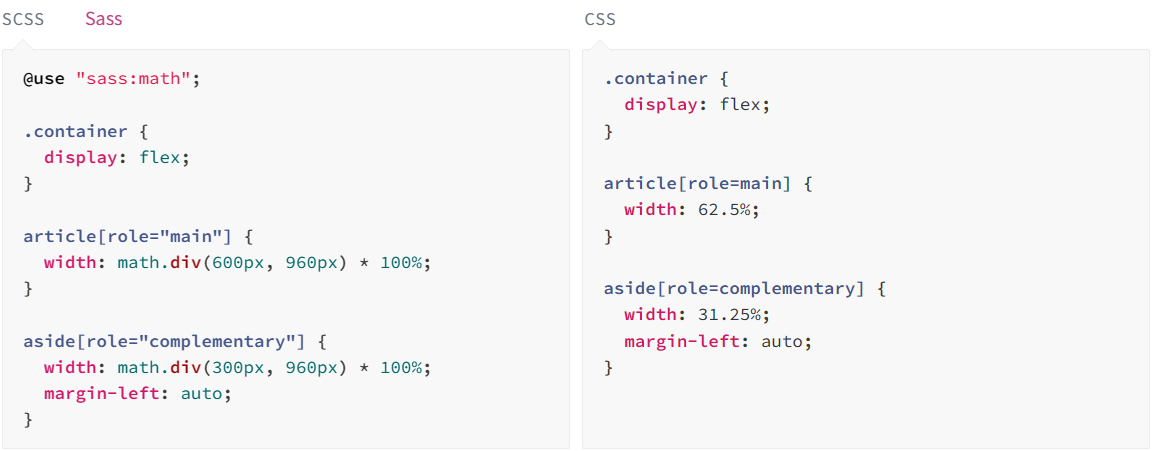 SCSS Sass
@use "sass:math";

.container {
  display: flex;
}

article[role="main"] {
  width: math.div(600px, 960px) * 100%;
}

aside[role="complementary"] {
  width: math.div(300px, 960px) * 100%;
  margin-left: auto;
}
CSS
.container {
  display: flex;
}

article[role=main] {
  width: 62.5%;
}

aside[role=complementary] {
  width: 31.25%;
  margin-left: auto;
}